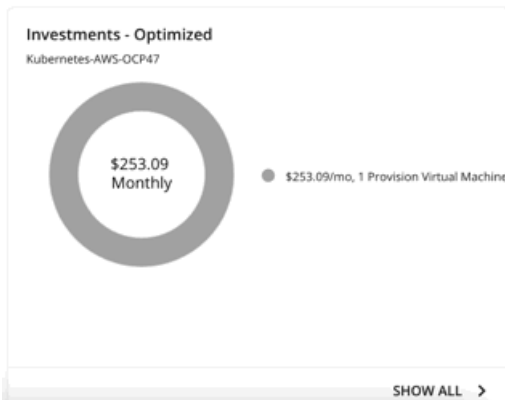 Investments - Optimized
Kubernetes-AWS-OCP47
$253.09
Monthly
$253.09/mo, 1 Provision Virtual Machine
SHOW ALL